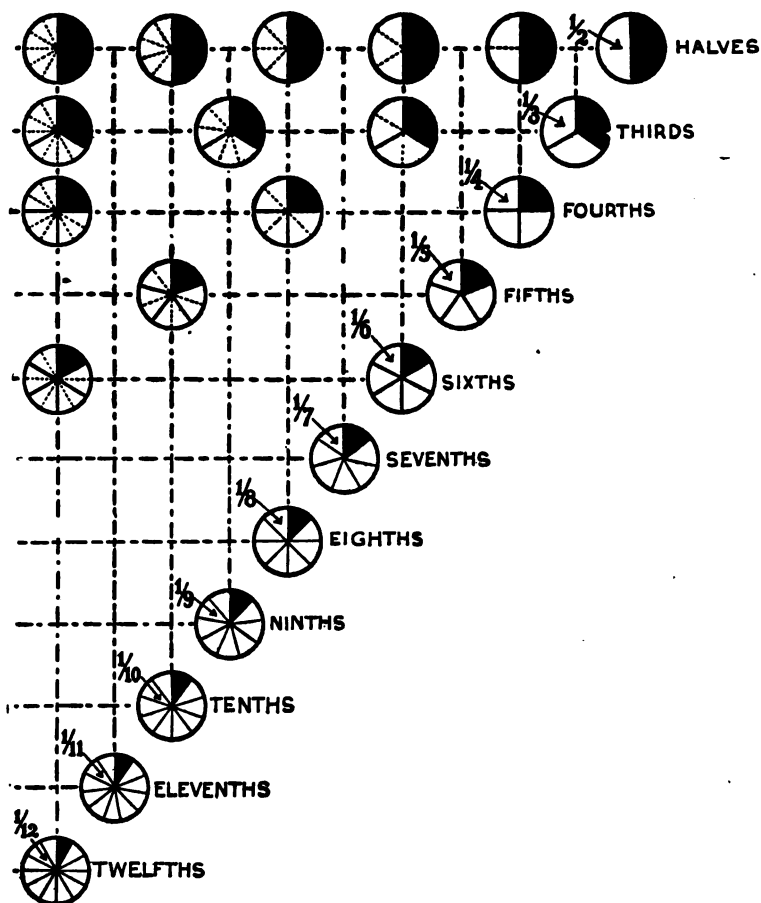 1/2 HALVES
1/3 THIRDS
1/4 FOURTHS
1/5 FIFTHS
1/6 SIXTHS
1/7 SEVENTHS
1/8 EIGHTHS
1/9 NINTHS
1/10 TENTHS
1/11 ELEVENTHS
1/12 TWELFTHS